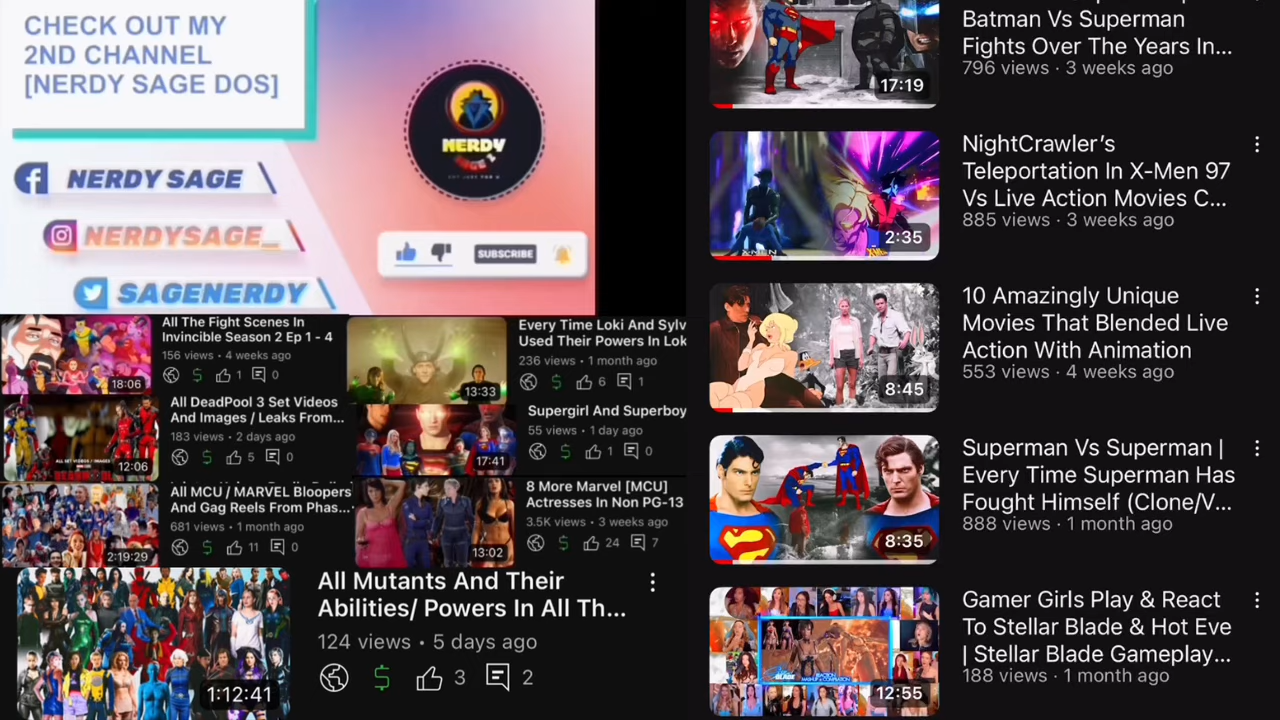 CHECK OUT MY
2ND CHANNEL
[NERDY SAGE DOS]
NERDY SAGE
NERDYSAGE_
SAGENERDY
NERDY
SUBSCRIBE
All The Fight Scenes In
Invincible Season 2 Ep 1 - 4
156 views • 4 weeks ago
1
0
18:06
Every Time Loki And Sylv
Used Their Powers In Lok
236 views • 1 month ago
6
1
13:33
All DeadPool 3 Set Videos
And Images / Leaks From...
183 views • 2 days ago
5
0
12:06
Supergirl And Superboy
55 views • 1 day ago
1
0
17:41
All MCU / MARVEL Bloopers
And Gag Reels From Phas...
681 views • 1 month ago
11
0
2:19:29
8 More Marvel [MCU]
Actresses In Non PG-13
3.5K views • 3 weeks ago
24
7
13:02
All Mutants And Their
Abilities/ Powers In All Th...
124 views • 5 days ago
3
2
1:12:41
Batman Vs Superman
Fights Over The Years In...
796 views · 3 weeks ago
17:19
NightCrawler’s
Teleportation In X-Men 97
Vs Live Action Movies C...
885 views · 3 weeks ago
2:35
10 Amazingly Unique
Movies That Blended Live
Action With Animation
553 views · 4 weeks ago
8:45
Superman Vs Superman |
Every Time Superman Has
Fought Himself (Clone/V...
888 views · 1 month ago
8:35
Gamer Girls Play & React
To Stellar Blade & Hot Eve
| Stellar Blade Gameplay...
188 views · 1 month ago
12:55